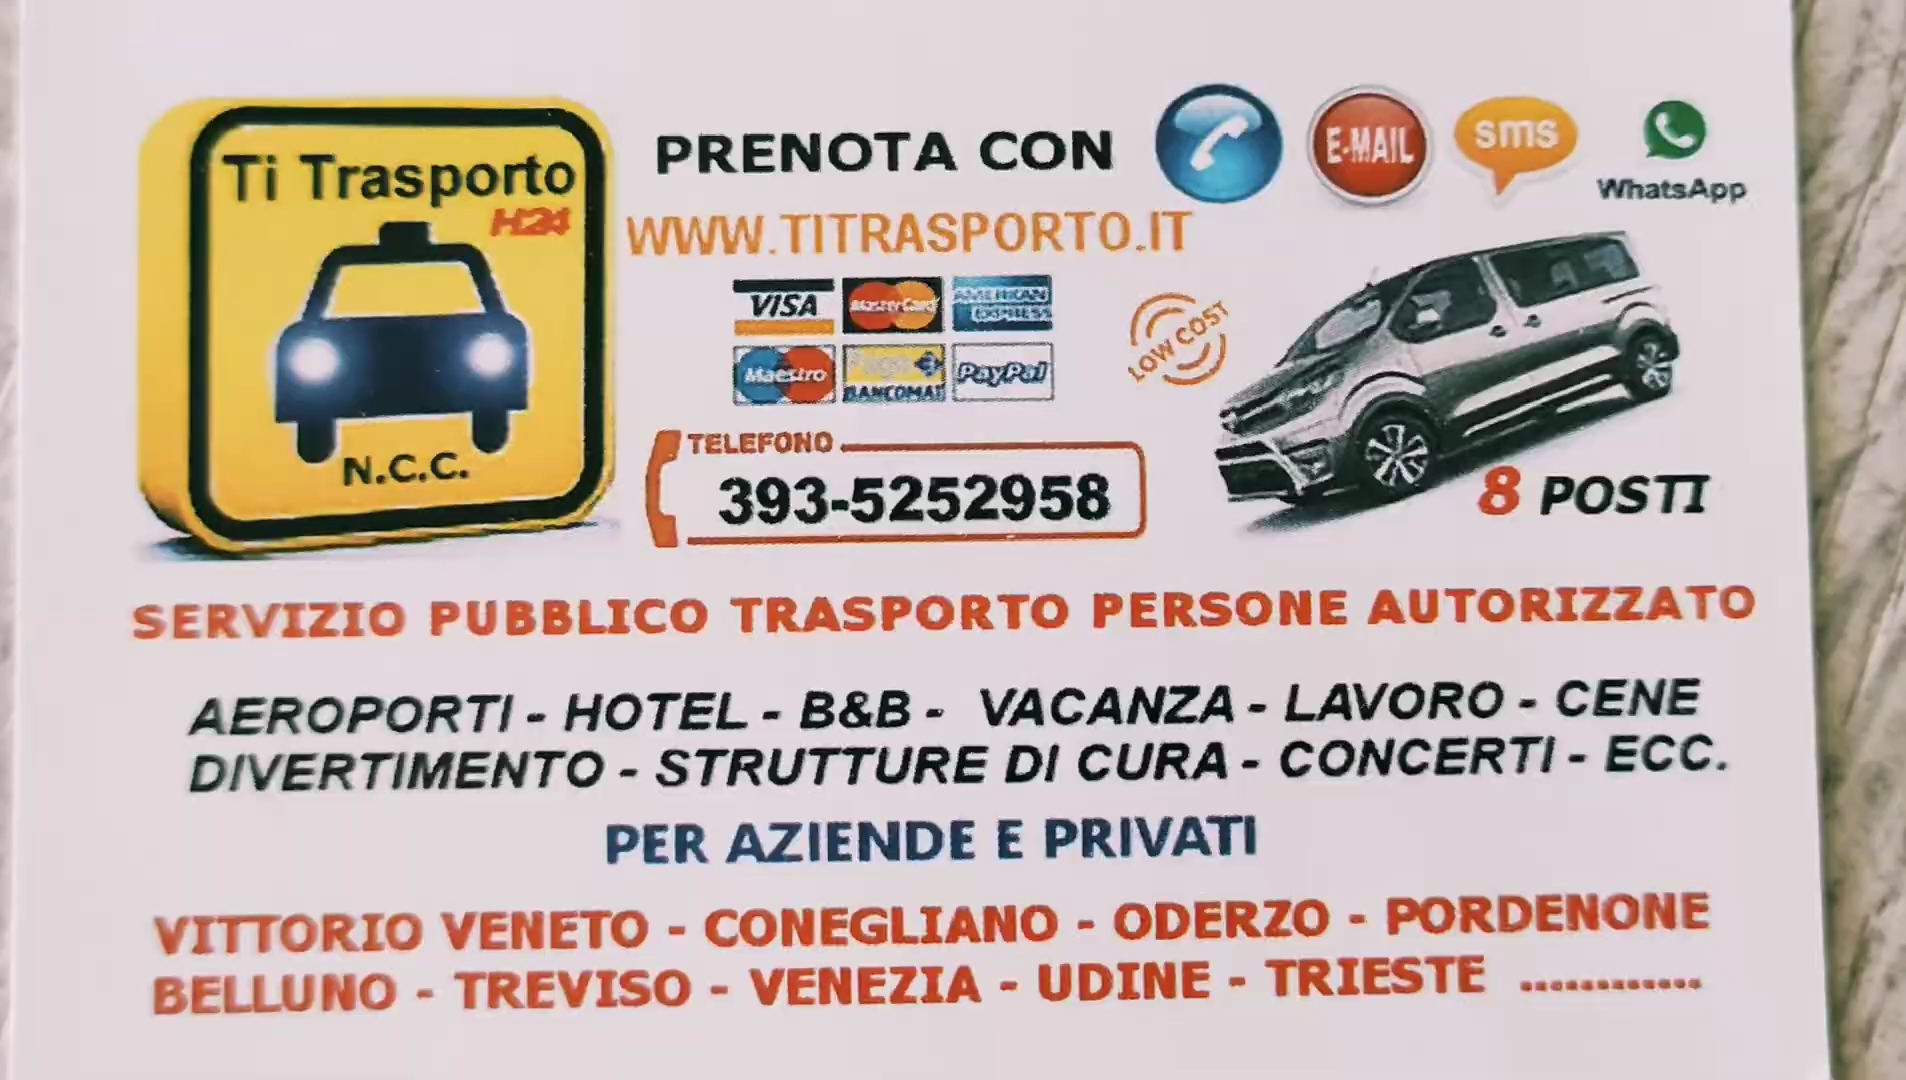 Ti Trasporto
H24
N.C.C.
PRENOTA CON
E-MAIL
sms
WhatsApp
WWW.TITRASPORTO.IT
VISA
MasterCard
AMERICAN EXPRESS
Maestro
BANCOMAT
PayPal
LOW COST
TELEFONO
393-5252958
8 POSTI
SERVIZIO PUBBLICO TRASPORTO PERSONE AUTORIZZATO
AEROPORTI - HOTEL - B&B - VACANZA - LAVORO - CENE
DIVERTIMENTO - STRUTTURE DI CURA - CONCERTI - ECC.
PER AZIENDE E PRIVATI
VITTORIO VENETO - CONEGLIANO - ODERZO - PORDENONE
BELLUNO - TREVISO - VENEZIA - UDINE - TRIESTE ............